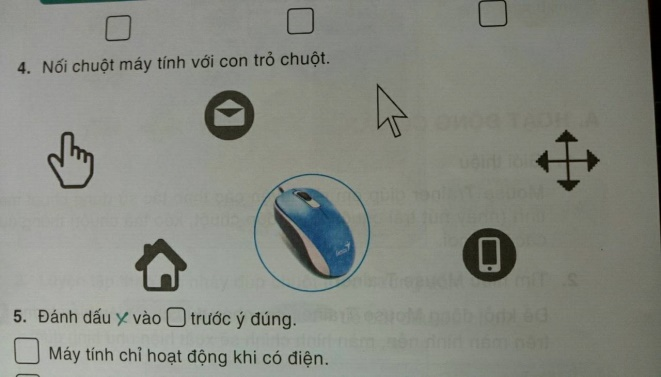 4. Nối chuột máy tính với con trỏ chuột.
5. Đánh dấu x vào trước ý đúng.
Máy tính chỉ hoạt động khi có điện.